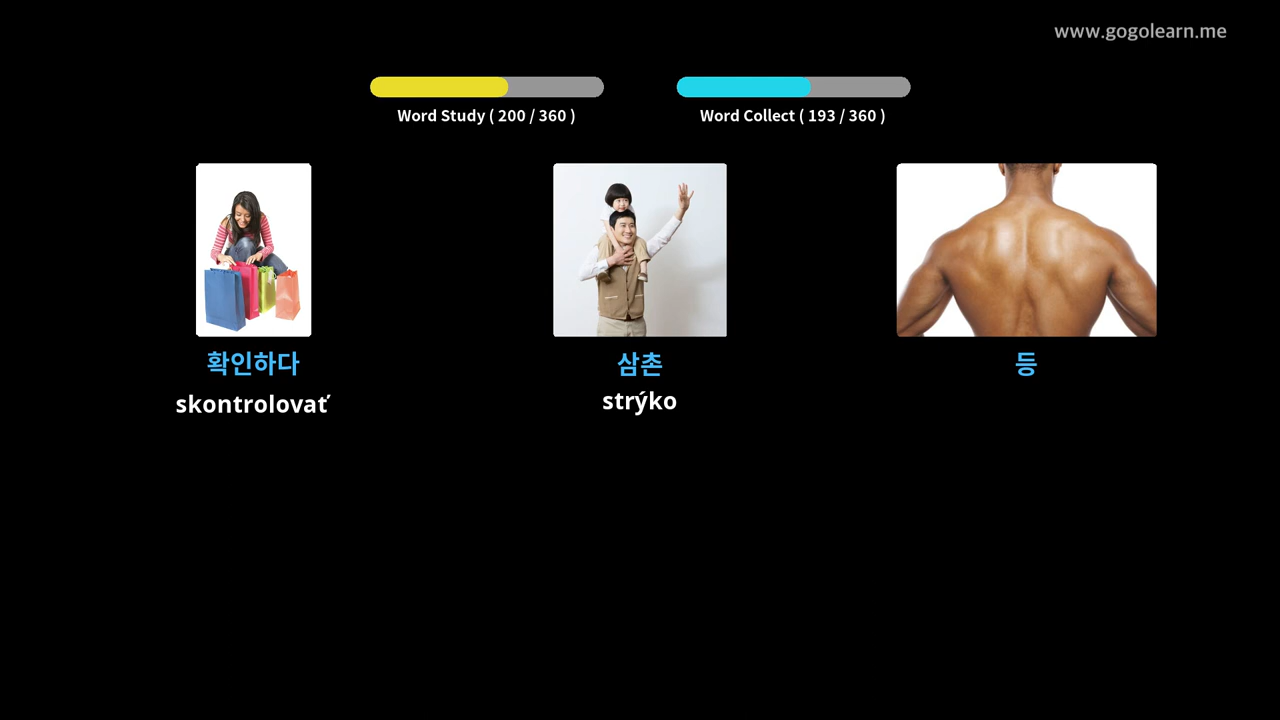 www.gogolearn.me
Word Study ( 200 / 360 )
Word Collect ( 193 / 360 )
확인하다
삼촌
등
skontrolovať
strýko